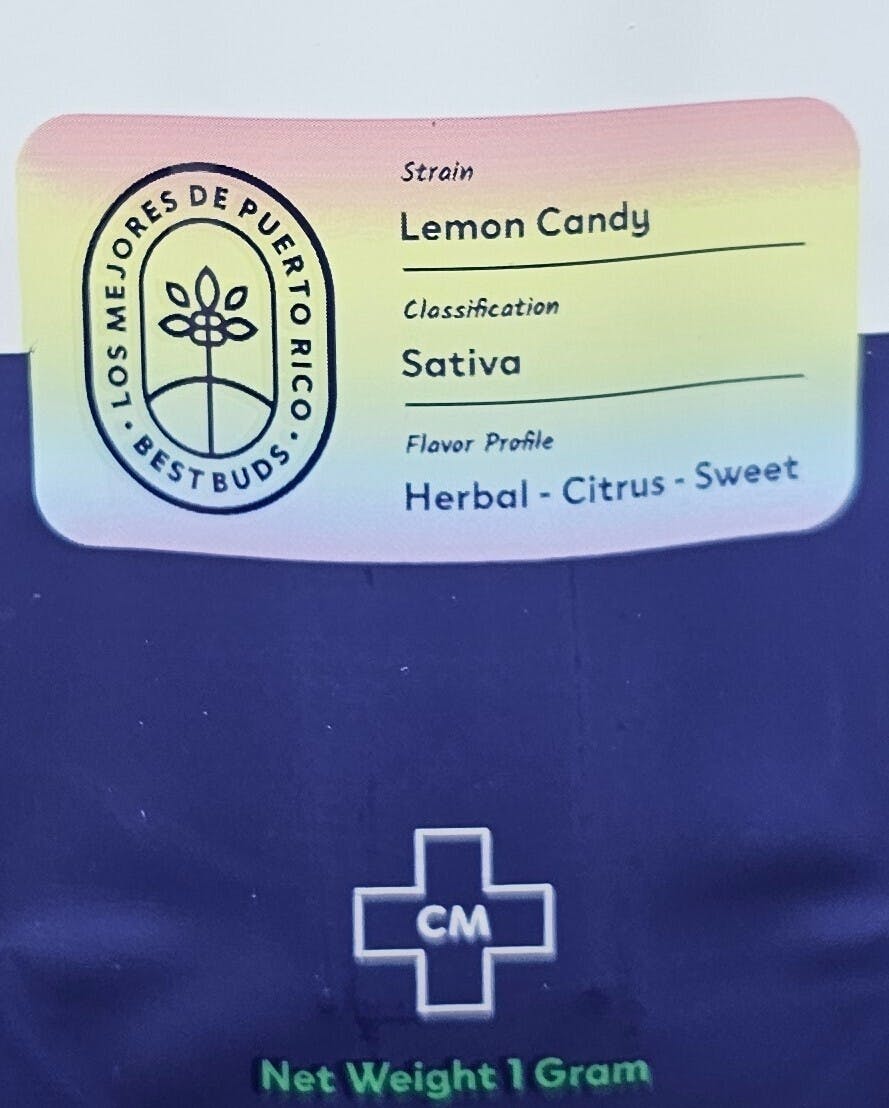 LOS MEJORES DE PUERTO RICO
• BEST BUDS •
Strain
Lemon Candy
Classification
Sativa
Flavor Profile
Herbal - Citrus - Sweet
CM
Net Weight 1 Gram